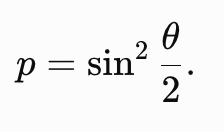 p = sin² θ/2.